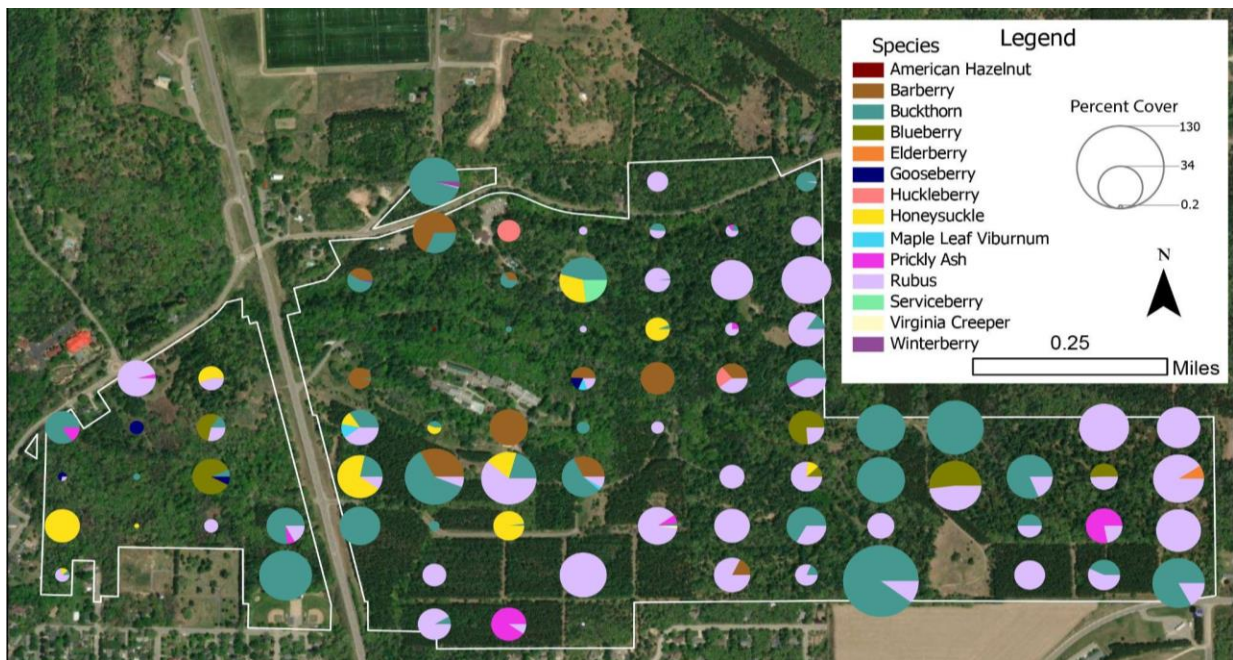 Legend
Species
American Hazelnut
Barberry
Buckthorn
Blueberry
Elderberry
Gooseberry
Huckleberry
Honeysuckle
Maple Leaf Viburnum
Prickly Ash
Rubus
Serviceberry
Virginia Creeper
Winterberry
Percent Cover
130
34
0.2
N
0.25
Miles